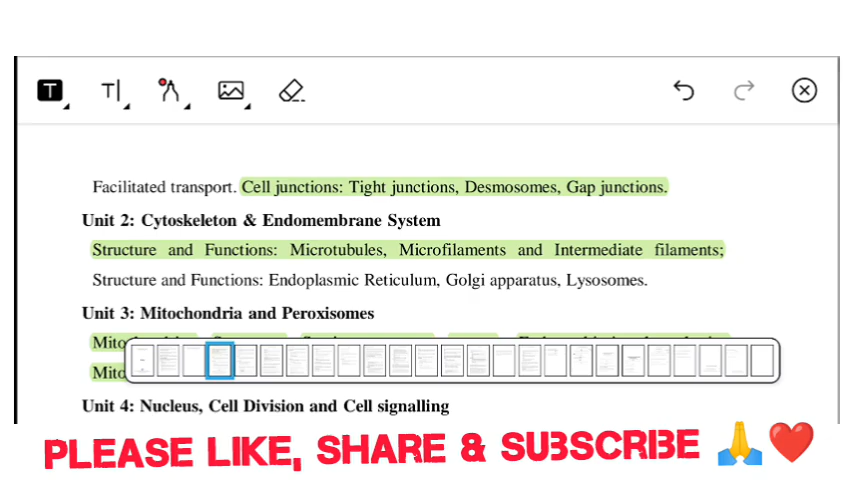 T T
Facilitated transport. Cell junctions: Tight junctions, Desmosomes, Gap junctions.
Unit 2: Cytoskeleton & Endomembrane System
Structure and Functions: Microtubules, Microfilaments and Intermediate filaments;
Structure and Functions: Endoplasmic Reticulum, Golgi apparatus, Lysosomes.
Unit 3: Mitochondria and Peroxisomes
Unit 4: Nucleus, Cell Division and Cell signalling
PLEASE LIKE, SHARE & SUBSCRIBE 🙏❤️